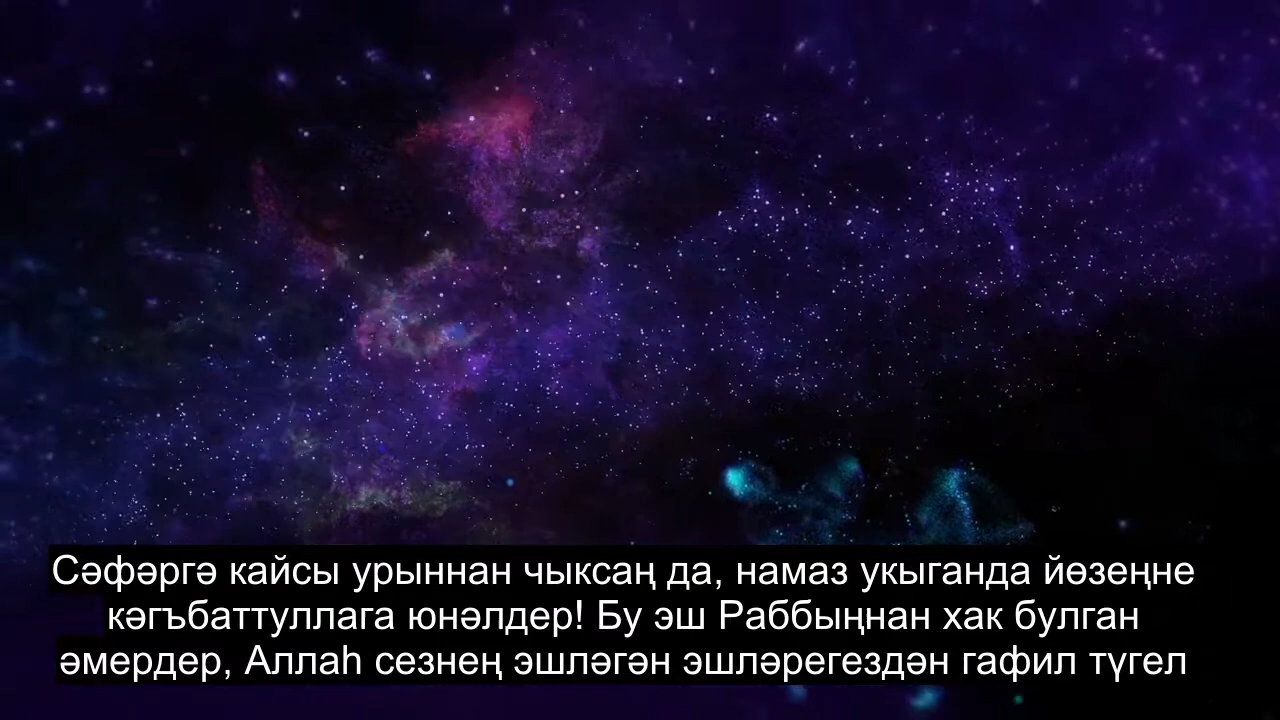 Сәфәргә кайсы урыннан чыксаң да, намаз укыганда йөзеңне
кәгъбаттуллага юнәлдер! Бу эш Раббыңнан хак булган
әмердер, Аллаһ сезнең эшләгән эшләрегездән гафил түгел